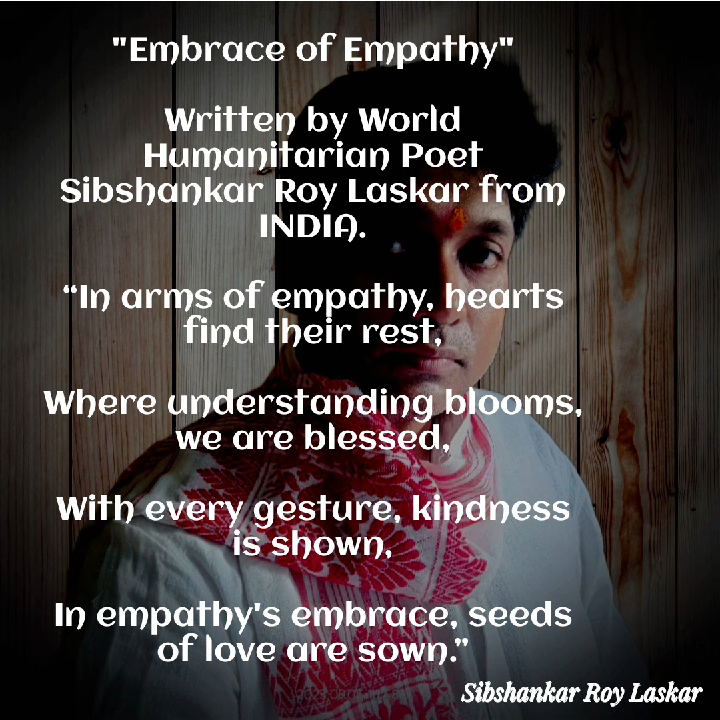 "Embrace of Empathy"
Written by World
Humanitarian Poet
Sibshankar Roy Laskar from
INDIA.
“In arms of empathy, hearts
find their rest,
Where understanding blooms,
we are blessed,
With every gesture, kindness
is shown,
In empathy's embrace, seeds
of love are sown.”
Sibshankar Roy Laskar